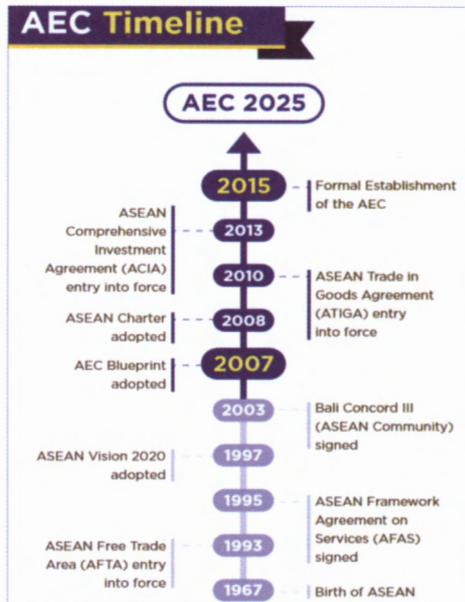 AEC Timeline
AEC 2025
2015
Formal Establishment
of the AEC
ASEAN
Comprehensive
Investment
Agreement (ACIA)
entry into force
2013
2010
ASEAN Trade in
Goods Agreement
(ATIGA) entry
into force
ASEAN Charter
adopted
2008
AEC Blueprint
adopted
2007
2003
Bali Concord III
(ASEAN Community)
signed
ASEAN Vision 2020
adopted
1997
1995
ASEAN Framework
Agreement on
Services (AFAS)
signed
ASEAN Free Trade
Area (AFTA) entry
into force
1993
1967
Birth of ASEAN